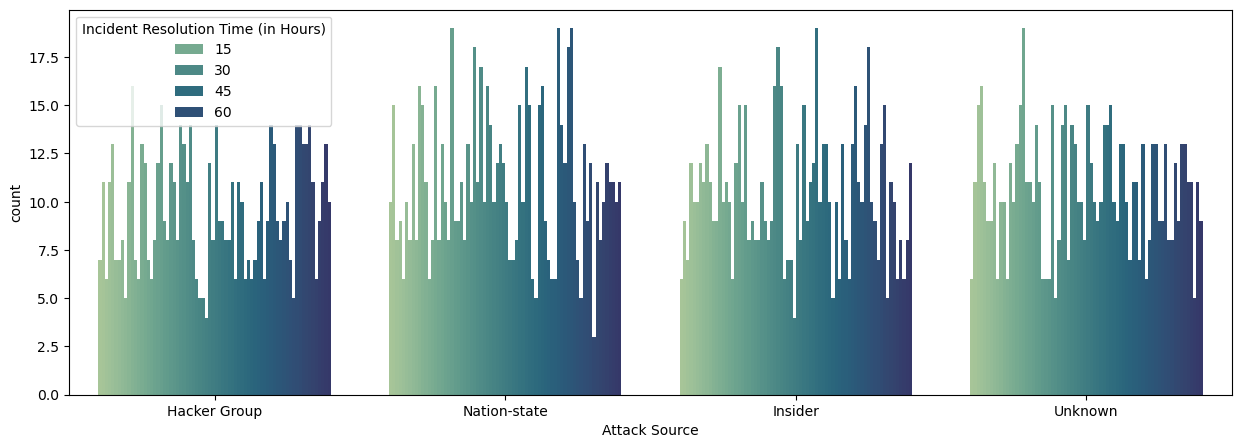 Incident Resolution Time (in Hours)
15
30
45
60
17.5
15.0
12.5
10.0
7.5
5.0
2.5
0.0
count
Hacker Group
Nation-state
Insider
Unknown
Attack Source